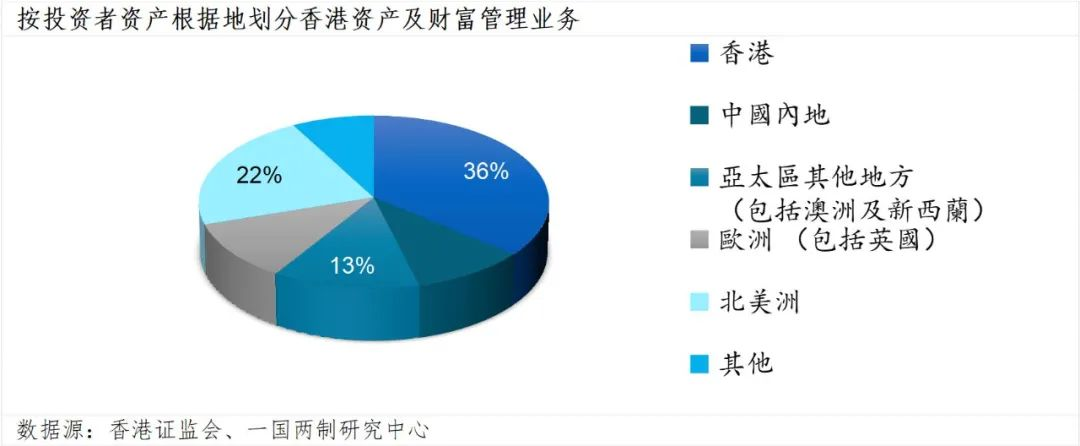 按投资者资产根据地划分香港资产及财富管理业务
36%
22%
13%
香港
中國內地
亞太區其他地方
（包括澳洲及新西蘭）
歐洲 （包括英國）
北美洲
其他
数据源：香港证监会、一国两制研究中心